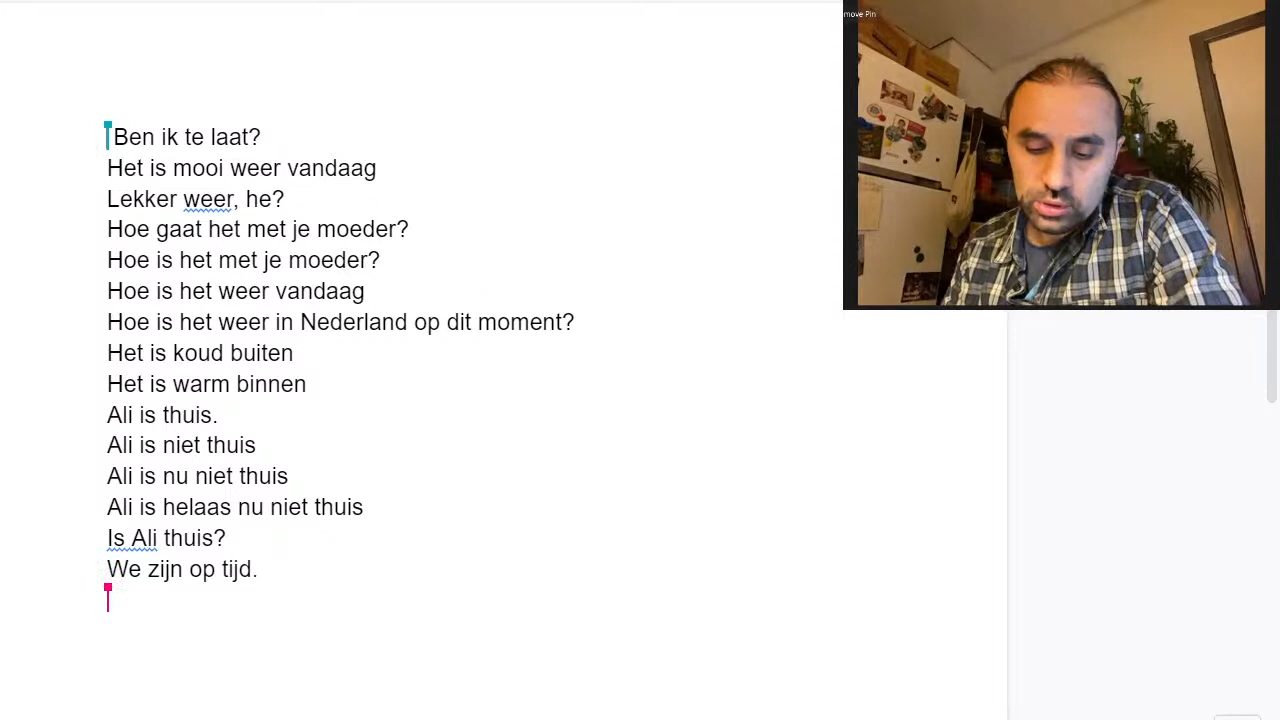 move Pin
Ben ik te laat?
Het is mooi weer vandaag
Lekker weer, he?
Hoe gaat het met je moeder?
Hoe is het met je moeder?
Hoe is het weer vandaag
Hoe is het weer in Nederland op dit moment?
Het is koud buiten
Het is warm binnen
Ali is thuis.
Ali is niet thuis
Ali is nu niet thuis
Ali is helaas nu niet thuis
Is Ali thuis?
We zijn op tijd.